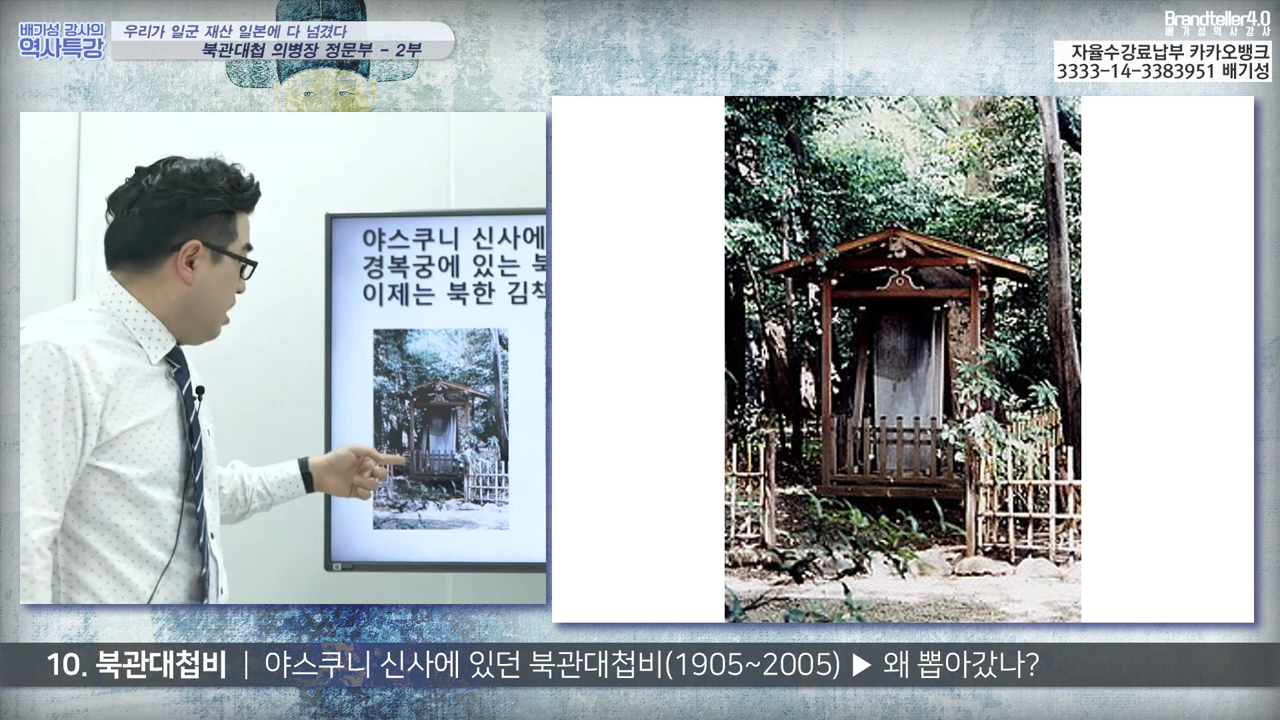 배기성 강사의
역사특강
우리가 일군 재산 일본에 다 넘겼다
북관대첩 의병장 정문부 - 2부
Brandteller4.0
배기성역사강사
자율수강료납부 카카오뱅크
3333-14-3383951 배기성
야스쿠니 신사에
경복궁에 있는
이제는 북한 김책
10. 북관대첩비 | 야스쿠니 신사에 있던 북관대첩비(1905~2005) ▶ 왜 뽑아갔나?